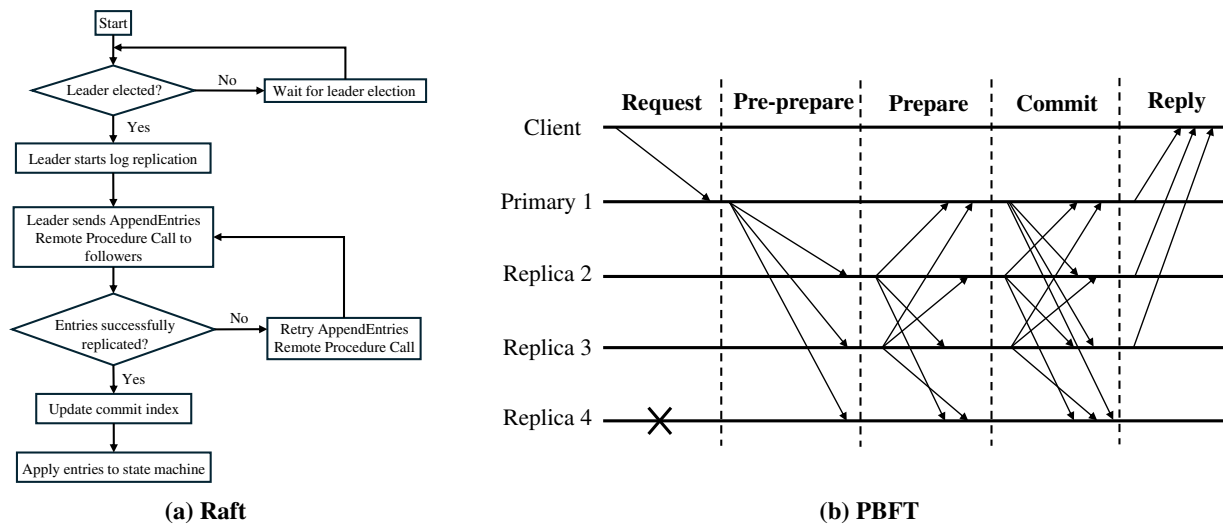 Start
Leader elected?
No
Wait for leader election
Yes
Leader starts log replication
Leader sends AppendEntries
Remote Procedure Call to
followers
Entries successfully
replicated?
No
Retry AppendEntries
Remote Procedure Call
Yes
Update commit index
Apply entries to state machine
(a) Raft
Request Pre-prepare Prepare Commit Reply
Client
Primary 1
Replica 2
Replica 3
Replica 4
(b) PBFT